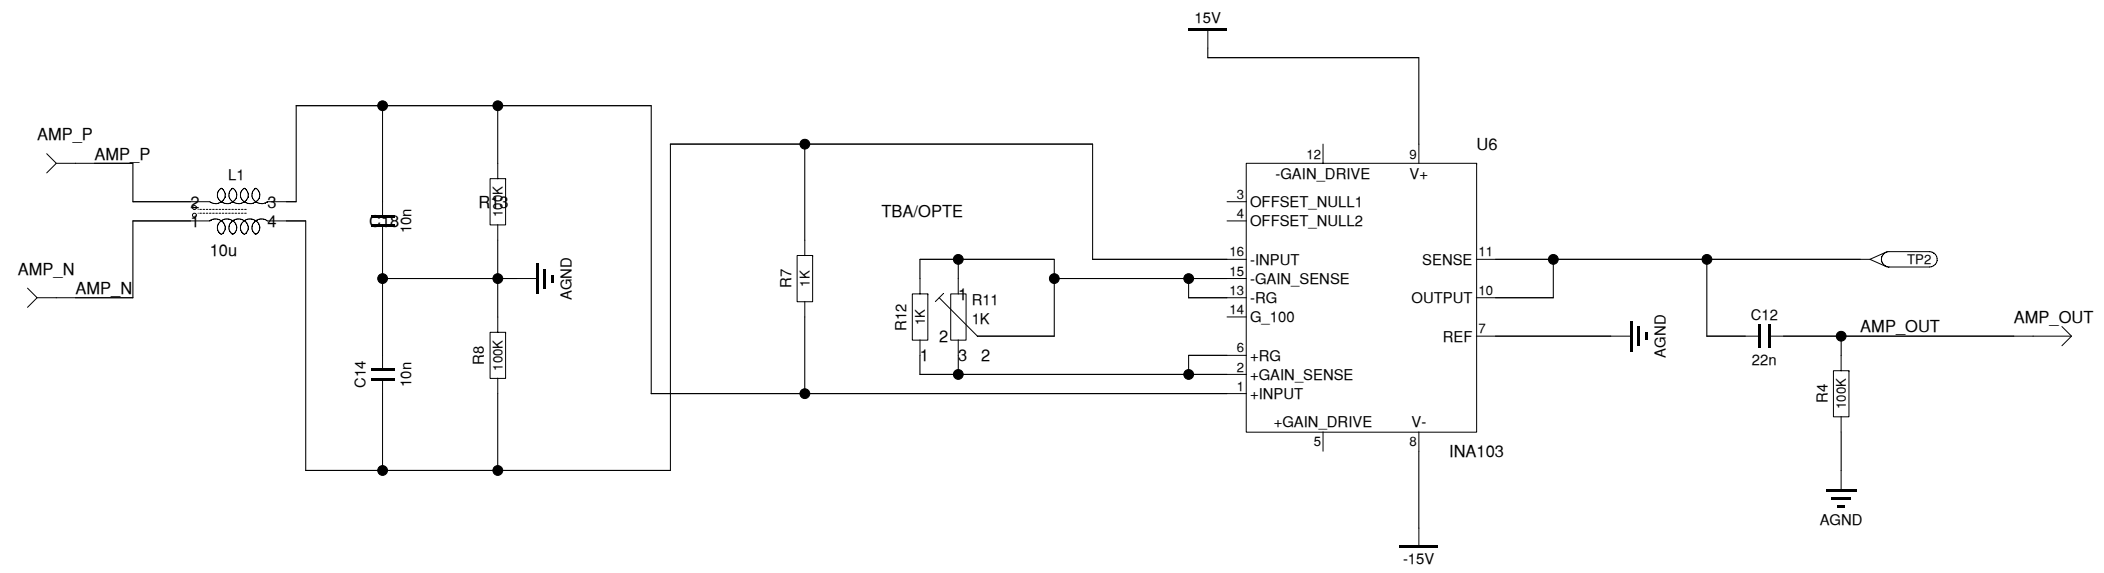 15V
AMP_P
AMP_P
L1
2
3
1
4
10u
AMP_N
AMP_N
10n
R13
100K
AGND
C14
10n
R8
100K
R7
1K
TBA/OPTE
R12
1K
1
R11
1K
2
1
3
2
U6
12
9
-GAIN_DRIVE
V+
3
OFFSET_NULL1
4
OFFSET_NULL2
16
-INPUT
15
-GAIN_SENSE
13
-RG
14
G_100
6
+RG
2
+GAIN_SENSE
1
+INPUT
+GAIN_DRIVE
V-
5
8
INA103
-15V
SENSE
11
OUTPUT
10
REF
7
AGND
TP2
C12
22n
AMP_OUT
AMP_OUT
R4
100K
AGND